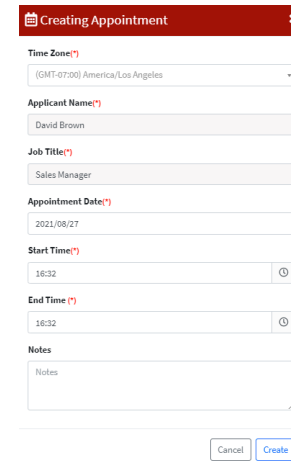 Creating Appointment
Time Zone(*)
(GMT-07:00) America/Los Angeles
Applicant Name(*)
David Brown
Job Title(*)
Sales Manager
Appointment Date(*)
2021/08/27
Start Time(*)
16:32
End Time (*)
16:32
Notes
Notes
Cancel Create